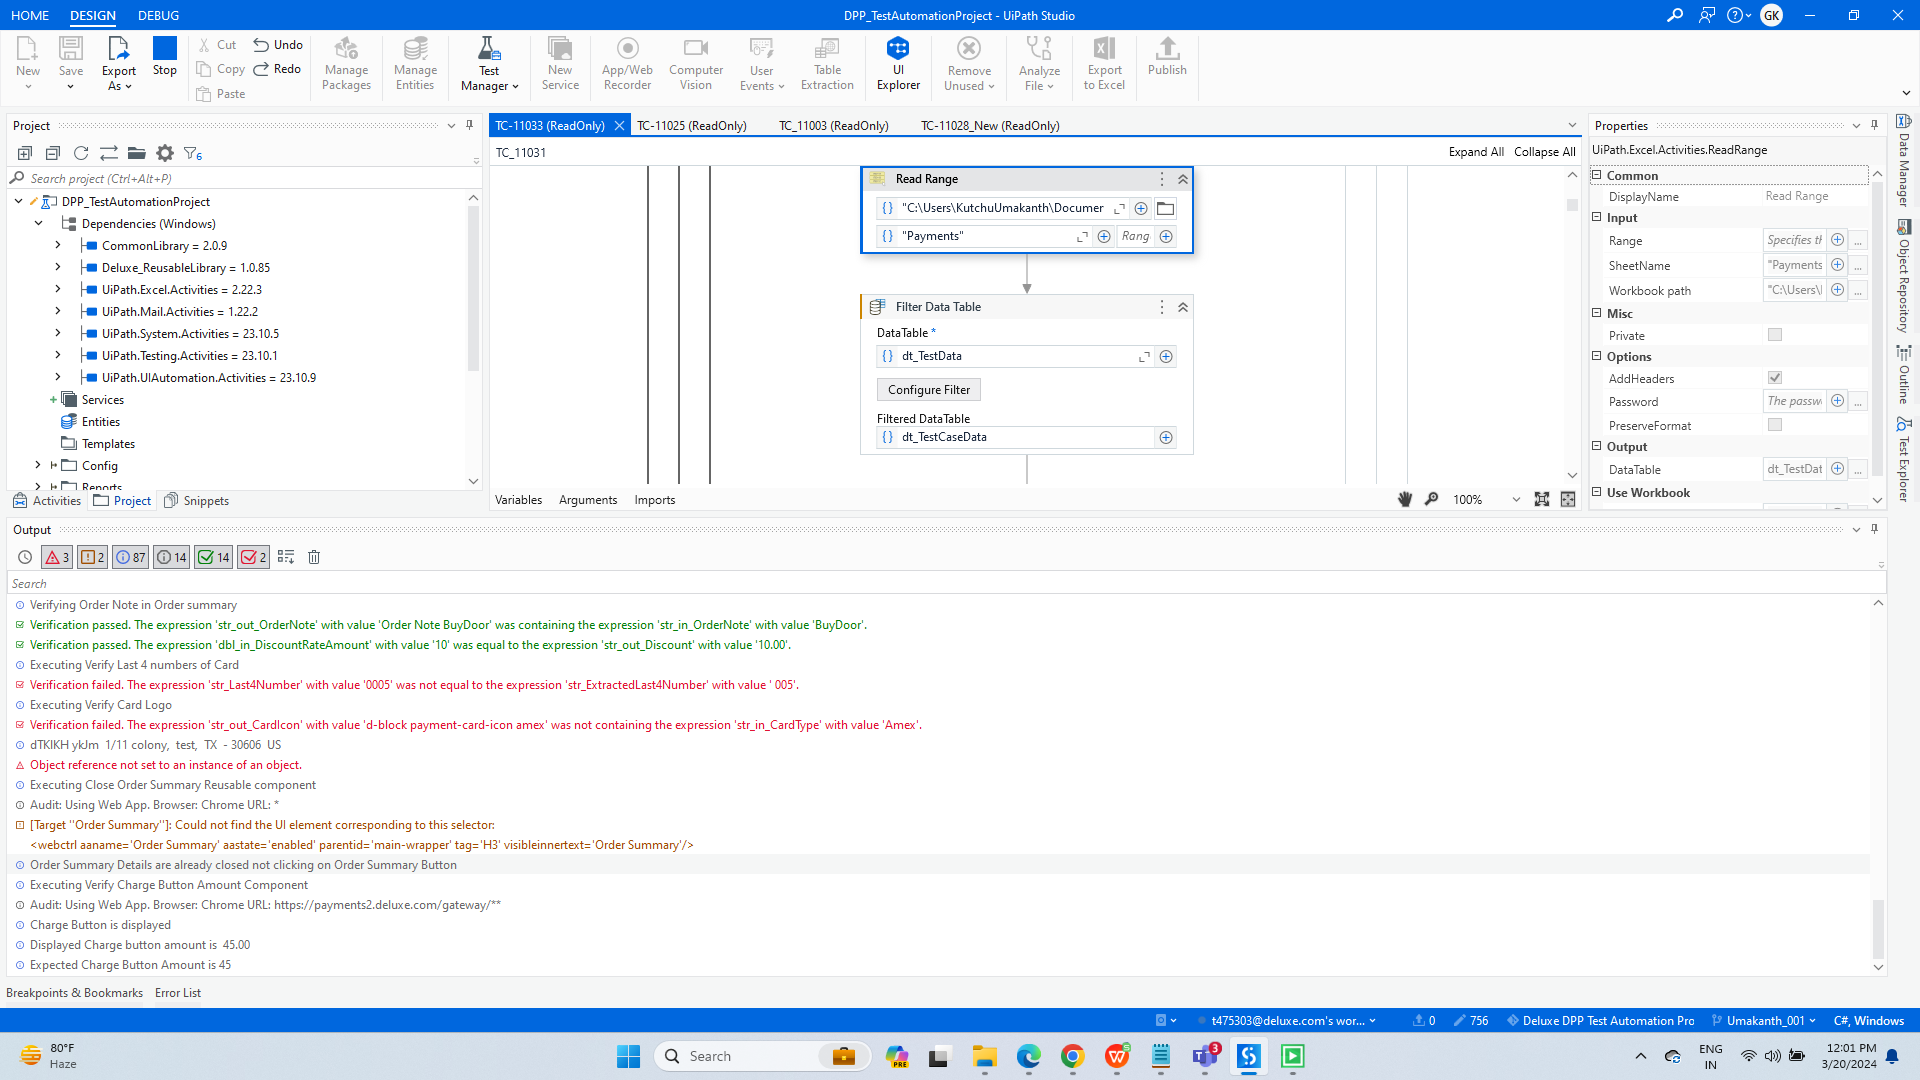 HOME DESIGN DEBUG DPP_TestAutomationProject - UiPath Studio GK
New Save Export As Stop Cut Copy Paste Undo Redo Manage Packages Manage Entities Test Manager New Service App/Web Recorder Computer Vision User Events Table Extraction UI Explorer Remove Unused Analyze File Export to Excel Publish
Project
6
Search project (Ctrl+Alt+P)
DPP_TestAutomationProject
Dependencies (Windows)
CommonLibrary = 2.0.9
Deluxe_ReusableLibrary = 1.0.85
UiPath.Excel.Activities = 2.22.3
UiPath.Mail.Activities = 1.22.2
UiPath.System.Activities = 23.10.5
UiPath.Testing.Activities = 23.10.1
UiPath.UIAutomation.Activities = 23.10.9
Services
Entities
Templates
Config
Reports
Activities Project Snippets
TC-11033 (ReadOnly) TC-11025 (ReadOnly) TC_11003 (ReadOnly) TC-11028_New (ReadOnly)
TC_11031 Expand All Collapse All
Read Range
"C:\Users\KutchuUmakanth\Documer
"Payments" Rang
Filter Data Table
DataTable *
dt_TestData
Configure Filter
Filtered DataTable
dt_TestCaseData
Variables Arguments Imports 100%
Properties
UiPath.Excel.Activities.ReadRange
Common
DisplayName Read Range
Input
Range Specifies th ...
SheetName "Payments ...
Workbook path "C:\Users\I ...
Misc
Private
Options
AddHeaders
Password The passw ...
PreserveFormat
Output
DataTable dt_TestDat ...
Use Workbook
Data Manager
Object Repository
Outline
Test Explorer
Output
3 2 87 14 14 2
Search
Verifying Order Note in Order summary
Verification passed. The expression 'str_out_OrderNote' with value 'Order Note BuyDoor' was containing the expression 'str_in_OrderNote' with value 'BuyDoor'.
Verification passed. The expression 'dbl_in_DiscountRateAmount' with value '10' was equal to the expression 'str_out_Discount' with value '10.00'.
Executing Verify Last 4 numbers of Card
Verification failed. The expression 'str_Last4Number' with value '0005' was not equal to the expression 'str_ExtractedLast4Number' with value ' 005'.
Executing Verify Card Logo
Verification failed. The expression 'str_out_CardIcon' with value 'd-block payment-card-icon amex' was not containing the expression 'str_in_CardType' with value 'Amex'.
dTKIKH ykJm 1/11 colony, test, TX - 30606 US
Object reference not set to an instance of an object.
Executing Close Order Summary Reusable component
Audit: Using Web App. Browser: Chrome URL: *
[Target "Order Summary"]: Could not find the UI element corresponding to this selector:
<webctrl aaname='Order Summary' aastate='enabled' parentid='main-wrapper' tag='H3' visibleinnertext='Order Summary'/>
Order Summary Details are already closed not clicking on Order Summary Button
Executing Verify Charge Button Amount Component
Audit: Using Web App. Browser: Chrome URL: https://payments2.deluxe.com/gateway/**
Charge Button is displayed
Displayed Charge button amount is 45.00
Expected Charge Button Amount is 45
Breakpoints & Bookmarks Error List
t475303@deluxe.com's wor... 0 756 Deluxe DPP Test Automation Pro Umakanth_001 C#, Windows
80°F
Haze
Search
PRE
3
ENG
IN
12:01 PM
3/20/2024